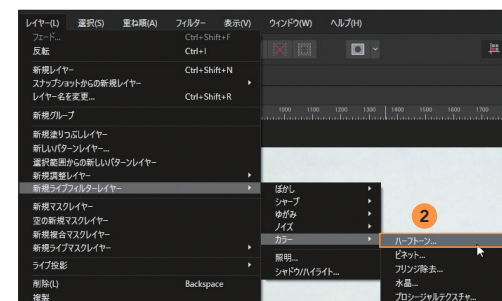 レイヤー(L) 選択(S) 重ね順(A) フィルター 表示(V) ウィンドウ(W) ヘルプ(H)
フェード... Ctrl+Shift+F
反転 Ctrl+I
新規レイヤー Ctrl+Shift+N
スナップショットからの新規レイヤー
レイヤー名を変更... Ctrl+Shift+R
新規グループ
1000 1100 1200 1300 1400 1500 1600 1700
新規塗りつぶしレイヤー
新しいパターンレイヤー...
選択範囲からの新しいパターンレイヤー
新規調整レイヤー
新規ライブフィルターレイヤー ぼかし
新規マスクレイヤー シャープ
空の新規マスクレイヤー ゆがみ
新規複合マスクレイヤー ノイズ
2
新規ライブマスクレイヤー カラー ハーフトーン...
ライブ投影 照明... ビネット...
シャドウ/ハイライト... フリンジ除去...
削除(L) Backspace 水晶...
複製 プロシージャルテクスチャ...